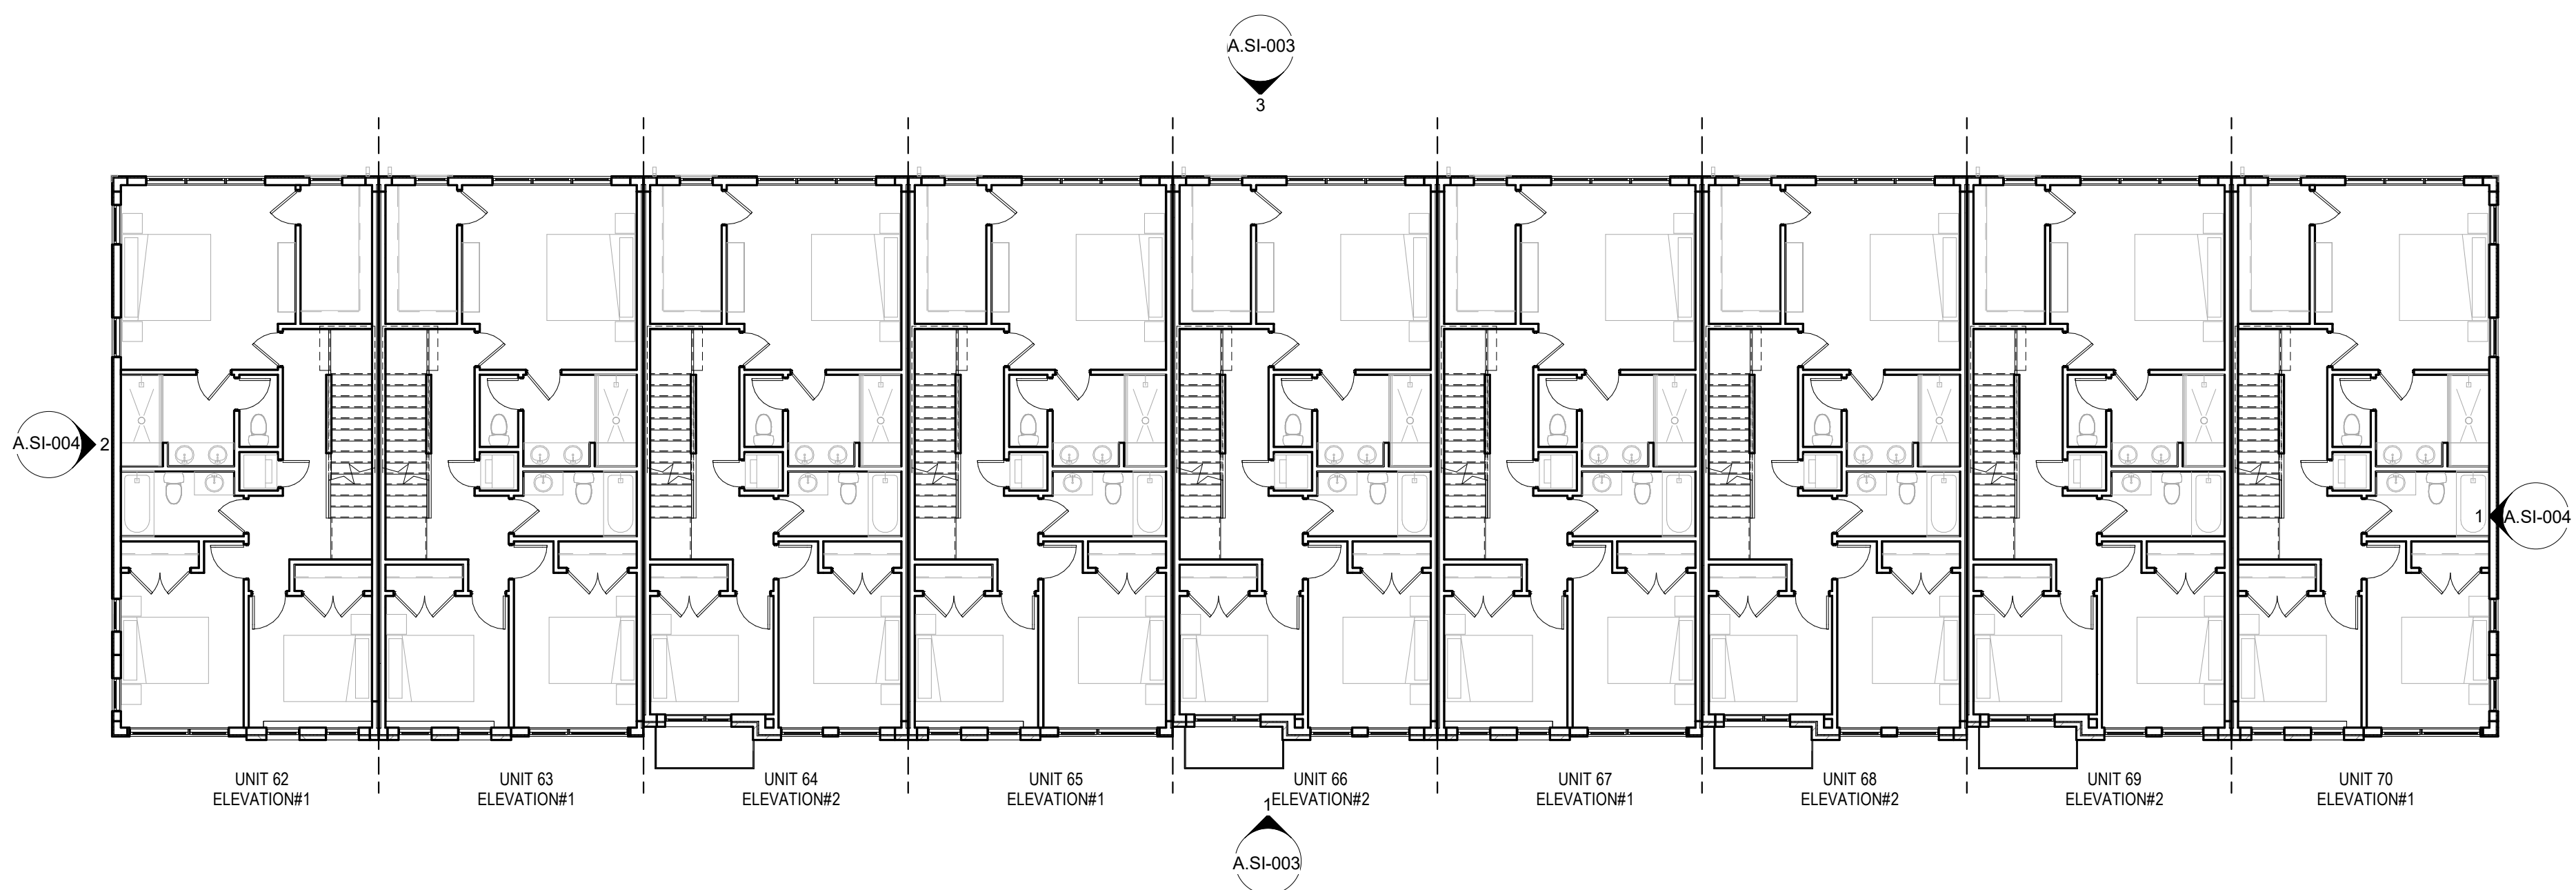 A.SI-003
3
A.SI-004
2
1
A.SI-004
UNIT 62
ELEVATION#1
UNIT 63
ELEVATION#1
UNIT 64
ELEVATION#2
UNIT 65
ELEVATION#1
UNIT 66
ELEVATION#2
UNIT 67
ELEVATION#1
UNIT 68
ELEVATION#2
UNIT 69
ELEVATION#2
UNIT 70
ELEVATION#1
1
A.SI-003